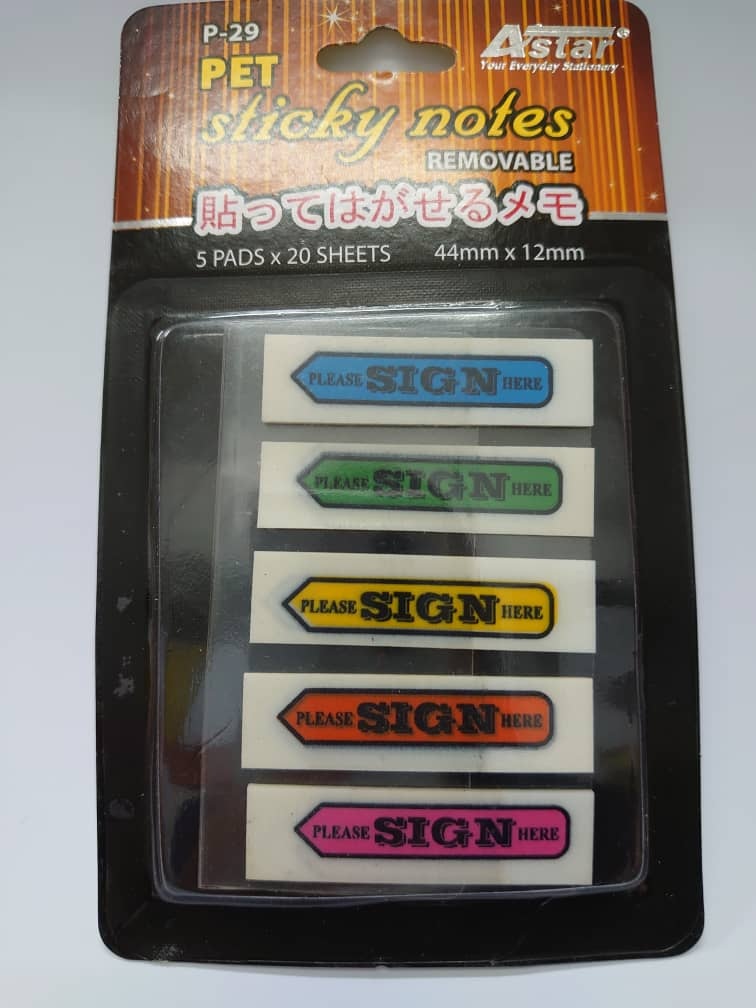 P-29
Astar®
Your Everyday Stationery
PET
sticky notes
REMOVABLE
貼ってはがせるメモ
5 PADS x 20 SHEETS 44mm x 12mm
PLEASE SIGN HERE
PLEASE SIGN HERE
PLEASE SIGN HERE
PLEASE SIGN HERE
PLEASE SIGN HERE